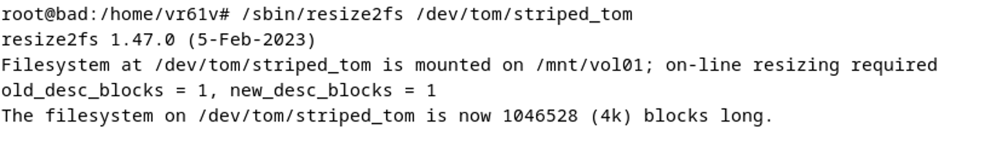 root@bad:/home/vr61v# /sbin/resize2fs /dev/tom/striped_tom
resize2fs 1.47.0 (5-Feb-2023)
Filesystem at /dev/tom/striped_tom is mounted on /mnt/vol01; on-line resizing required
old_desc_blocks = 1, new_desc_blocks = 1
The filesystem on /dev/tom/striped_tom is now 1046528 (4k) blocks long.